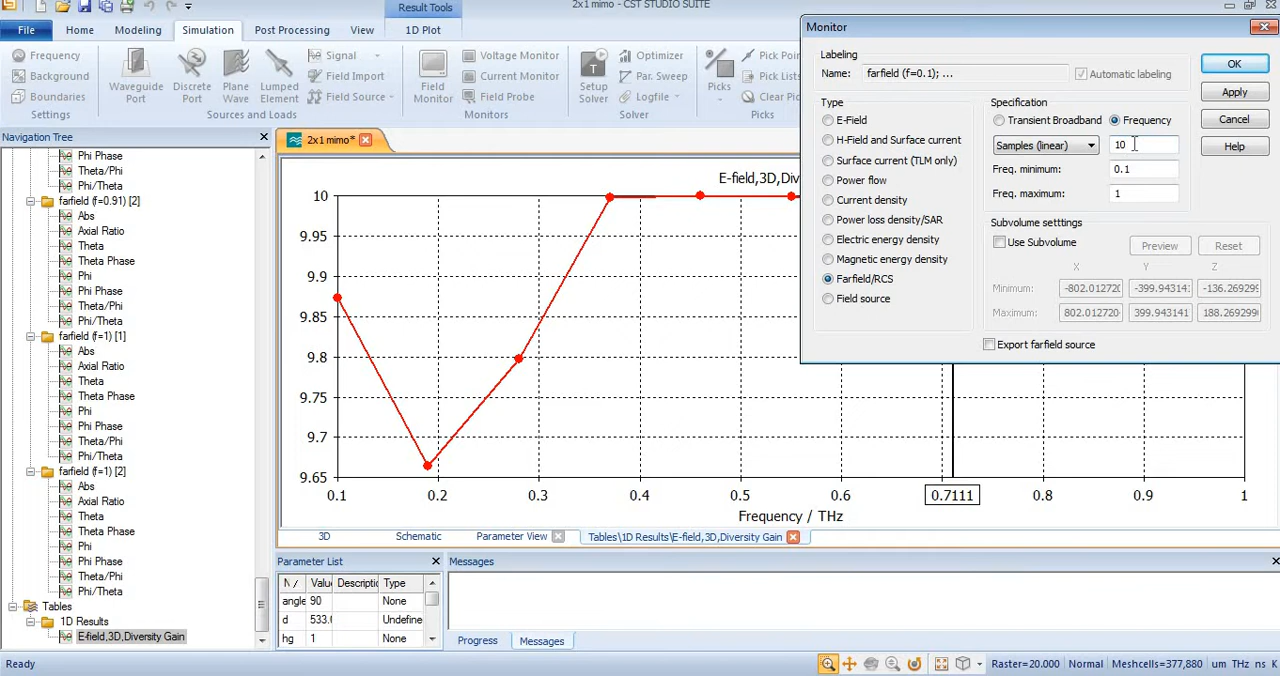 2x1 mimo - CST STUDIO SUITE
Result Tools
File Home Modeling Simulation Post Processing View 1D Plot
Frequency
Background
Boundaries
Settings
Waveguide Port
Discrete Port
Plane Wave
Lumped Element
Signal
Field Import
Field Source
Sources and Loads
Field Monitor
Voltage Monitor
Current Monitor
Field Probe
Monitors
Setup Solver
Optimizer
Par. Sweep
Logfile
Solver
Picks
Pick Poin
Pick Lists
Clear Pic
Picks
Navigation Tree
Phi Phase
Theta/Phi
Phi/Theta
farfield (f=0.91) [2]
Abs
Axial Ratio
Theta
Theta Phase
Phi
Phi Phase
Theta/Phi
Phi/Theta
farfield (f=1) [1]
Abs
Axial Ratio
Theta
Theta Phase
Phi
Phi Phase
Theta/Phi
Phi/Theta
farfield (f=1) [2]
Abs
Axial Ratio
Theta
Theta Phase
Phi
Phi Phase
Theta/Phi
Phi/Theta
Tables
1D Results
E-field,3D,Diversity Gain
2x1 mimo*
E-field,3D,Div
10
9.95
9.9
9.85
9.8
9.75
9.7
9.65
0.1 0.2 0.3 0.4 0.5 0.6 0.7111 0.8 0.9 1
Frequency / THz
3D Schematic Parameter View Tables\1D Results\E-field,3D,Diversity Gain
Parameter List
N / Valu Descripti Type
angle 90 None
d 533.( Undefine
hg 1 None
Messages
Progress Messages
Monitor
Labeling
Name: farfield (f=0.1); ...
Automatic labeling
OK
Apply
Cancel
Help
Type
E-Field
H-Field and Surface current
Surface current (TLM only)
Power flow
Current density
Power loss density/SAR
Electric energy density
Magnetic energy density
Farfield/RCS
Field source
Specification
Transient Broadband Frequency
Samples (linear) 10
Freq. minimum: 0.1
Freq. maximum: 1
Subvolume setttings
Use Subvolume Preview Reset
X Y Z
Minimum: -802.01272( -399.943141 -136.26929(
Maximum: 802.01272( 399.943141 188.26929(
Export farfield source
Ready
Raster=20.000 Normal Meshcells=377,880 um THz ns K